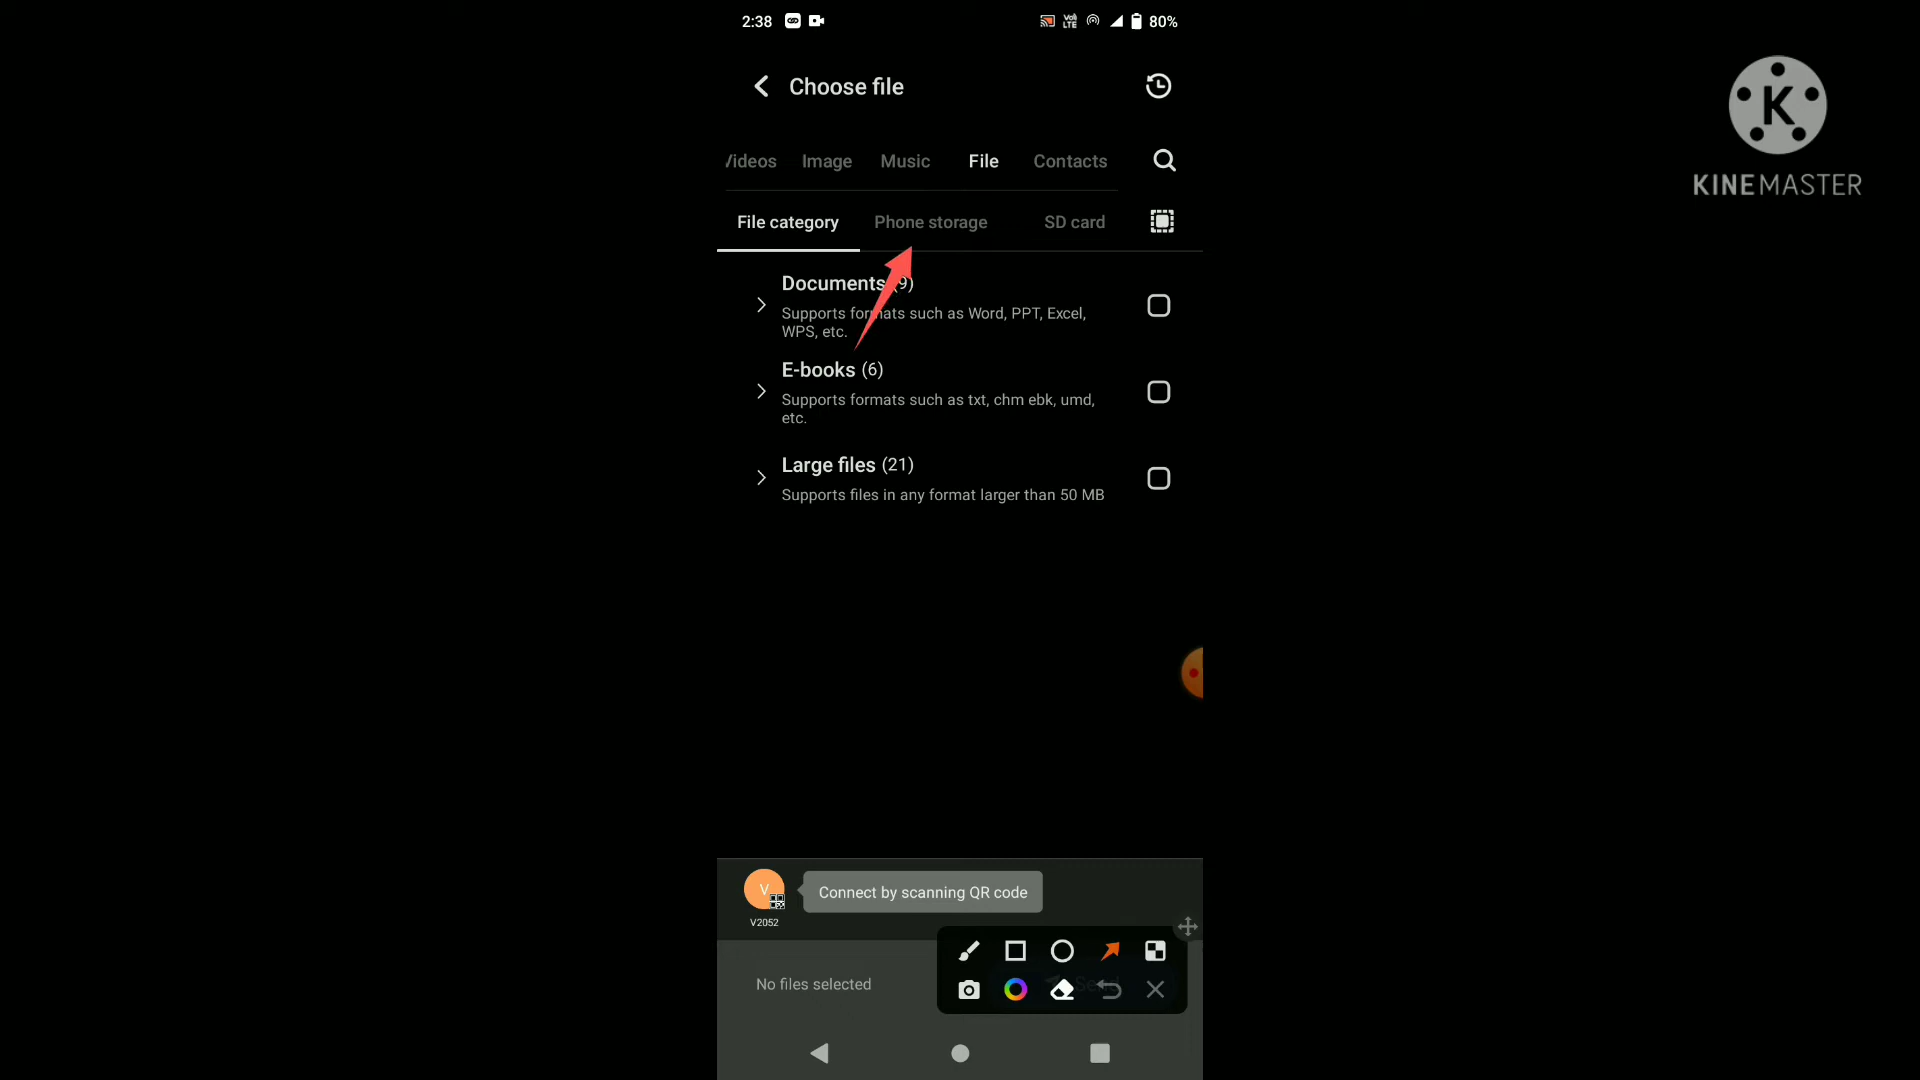 2:38
VoLTE
80%
Choose file
K
KINEMASTER
Videos Image Music File Contacts
File category Phone storage SD card
Documents (9)
Supports formats such as Word, PPT, Excel,
WPS, etc.
E-books (6)
Supports formats such as txt, chm ebk, umd,
etc.
Large files (21)
Supports files in any format larger than 50 MB
V
Connect by scanning QR code
V2052
No files selected